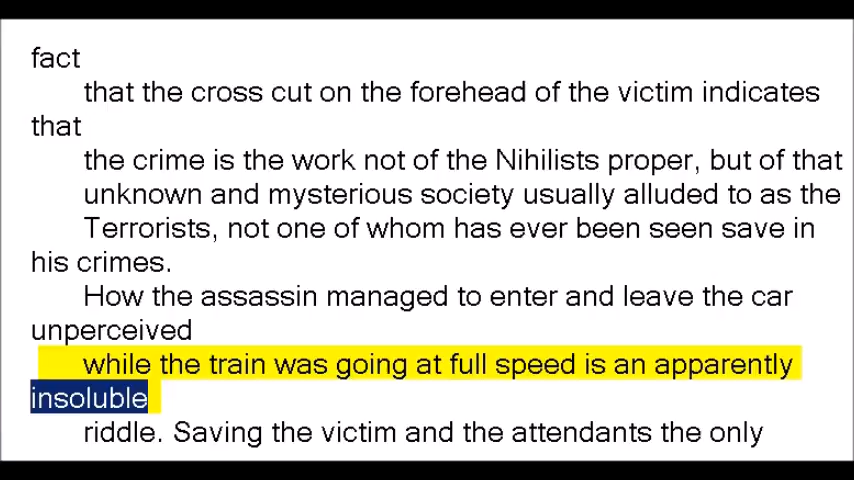 fact
that the cross cut on the forehead of the victim indicates
that
the crime is the work not of the Nihilists proper, but of that
unknown and mysterious society usually alluded to as the
Terrorists, not one of whom has ever been seen save in
his crimes.
How the assassin managed to enter and leave the car
unperceived
while the train was going at full speed is an apparently
insoluble
riddle. Saving the victim and the attendants the only